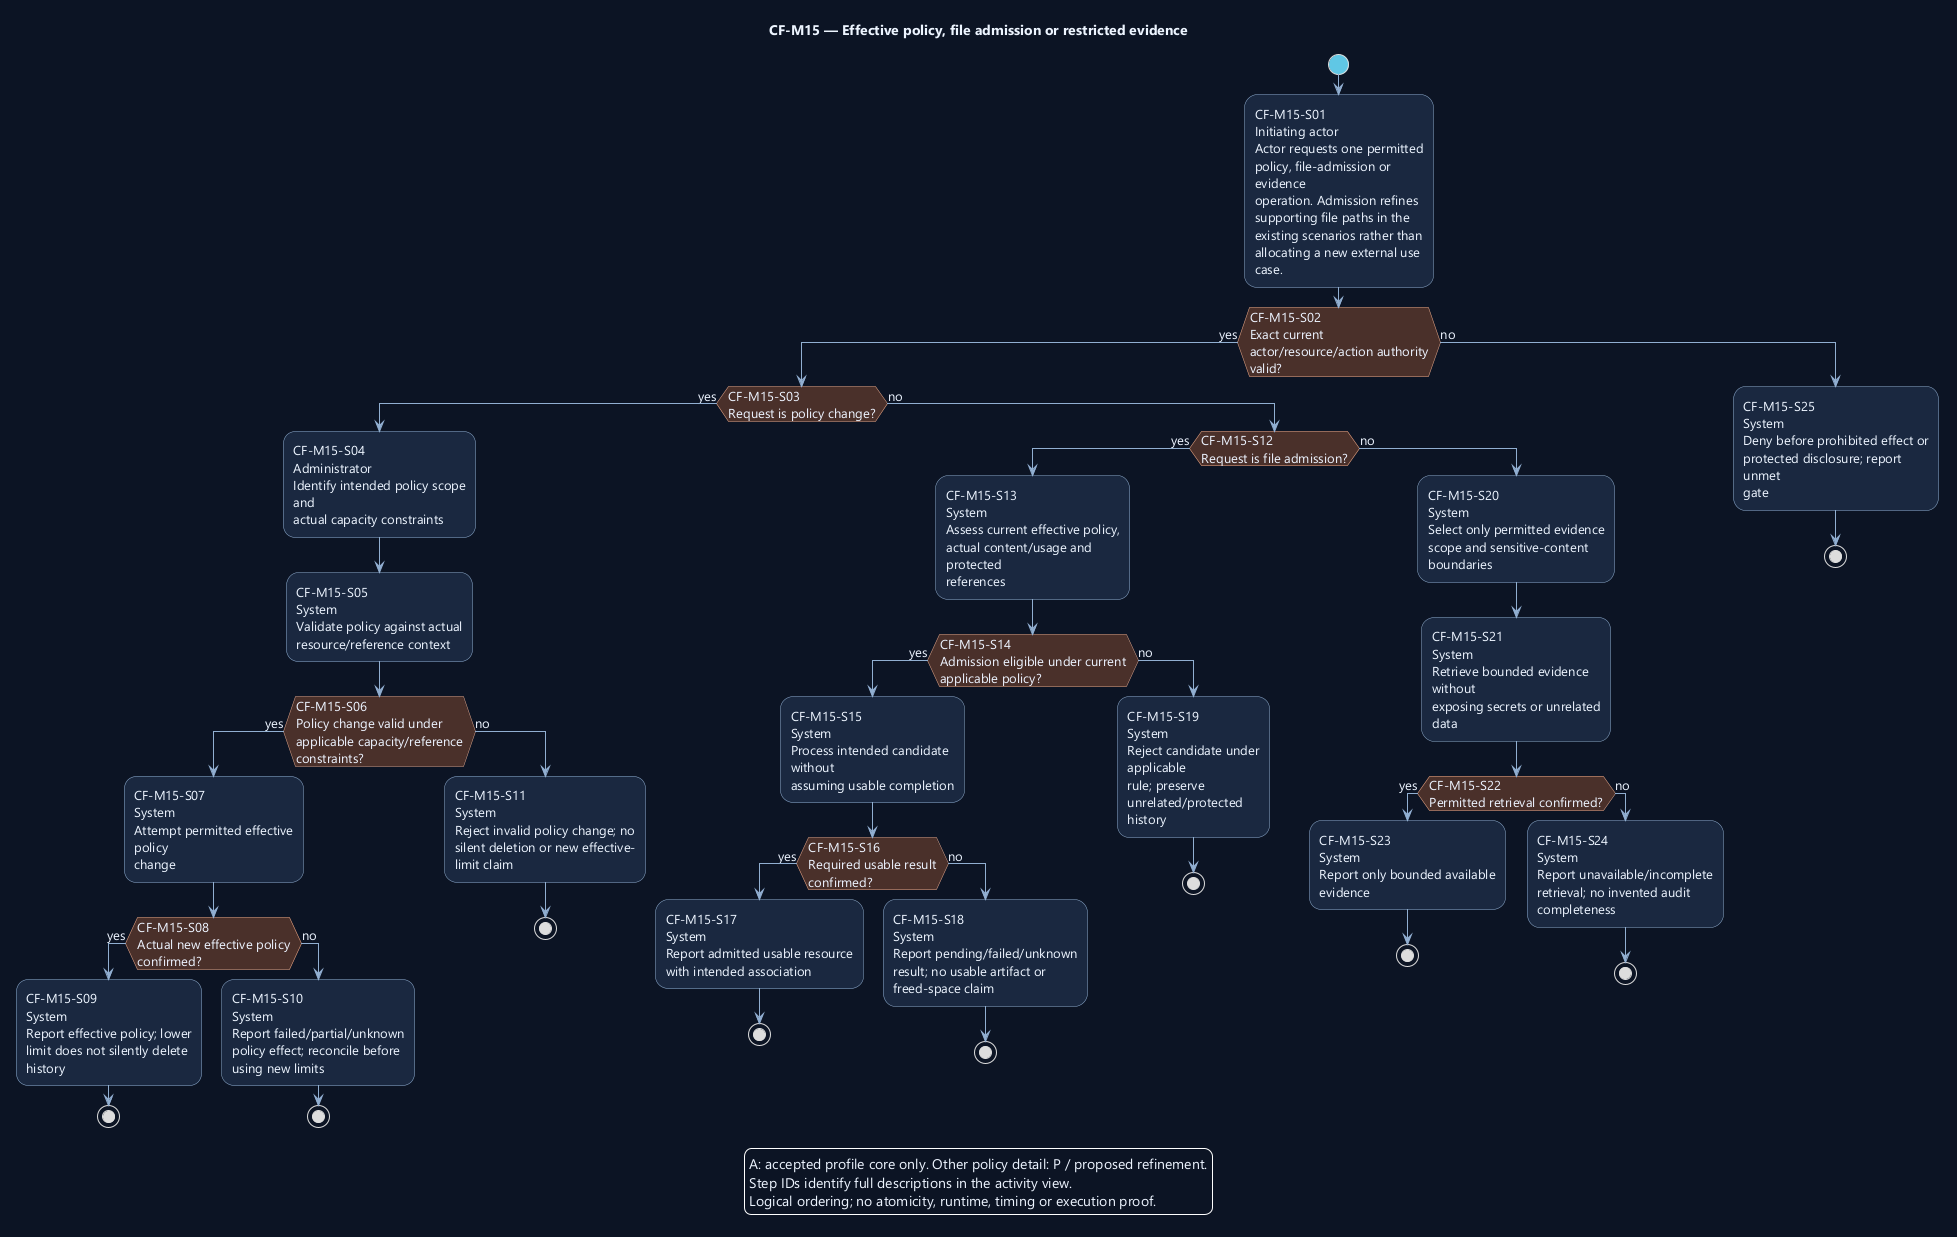 CF-M15 — Effective policy, file admission or restricted evidence
CF-M15-S01
Initiating actor
Actor requests one permitted
policy, file-admission or
evidence
operation. Admission refines
supporting file paths in the
existing scenarios rather than
allocating a new external use
case.
CF-M15-S02
Exact current
actor/resource/action authority
valid?
yes
no
CF-M15-S03
Request is policy change?
yes
no
CF-M15-S25
System
Deny before prohibited effect or
protected disclosure; report
unmet
gate
CF-M15-S04
Administrator
Identify intended policy scope
and
actual capacity constraints
CF-M15-S12
Request is file admission?
yes
no
CF-M15-S13
System
Assess current effective policy,
actual content/usage and
protected
references
CF-M15-S20
System
Select only permitted evidence
scope and sensitive-content
boundaries
CF-M15-S05
System
Validate policy against actual
resource/reference context
CF-M15-S14
Admission eligible under current
applicable policy?
yes
no
CF-M15-S21
System
Retrieve bounded evidence
without
exposing secrets or unrelated
data
CF-M15-S06
Policy change valid under
applicable capacity/reference
constraints?
yes
no
CF-M15-S15
System
Process intended candidate
without
assuming usable completion
CF-M15-S19
System
Reject candidate under
applicable
rule; preserve
unrelated/protected
history
CF-M15-S07
System
Attempt permitted effective
policy
change
CF-M15-S11
System
Reject invalid policy change; no
silent deletion or new effective-
limit claim
CF-M15-S22
Permitted retrieval confirmed?
yes
no
CF-M15-S16
Required usable result
confirmed?
yes
no
CF-M15-S23
System
Report only bounded available
evidence
CF-M15-S24
System
Report unavailable/incomplete
retrieval; no invented audit
completeness
CF-M15-S08
Actual new effective policy
confirmed?
yes
no
CF-M15-S17
System
Report admitted usable resource
with intended association
CF-M15-S18
System
Report pending/failed/unknown
result; no usable artifact or
freed-space claim
CF-M15-S09
System
Report effective policy; lower
limit does not silently delete
history
CF-M15-S10
System
Report failed/partial/unknown
policy effect; reconcile before
using new limits
A: accepted profile core only. Other policy detail: P / proposed refinement.
Step IDs identify full descriptions in the activity view.
Logical ordering; no atomicity, runtime, timing or execution proof.